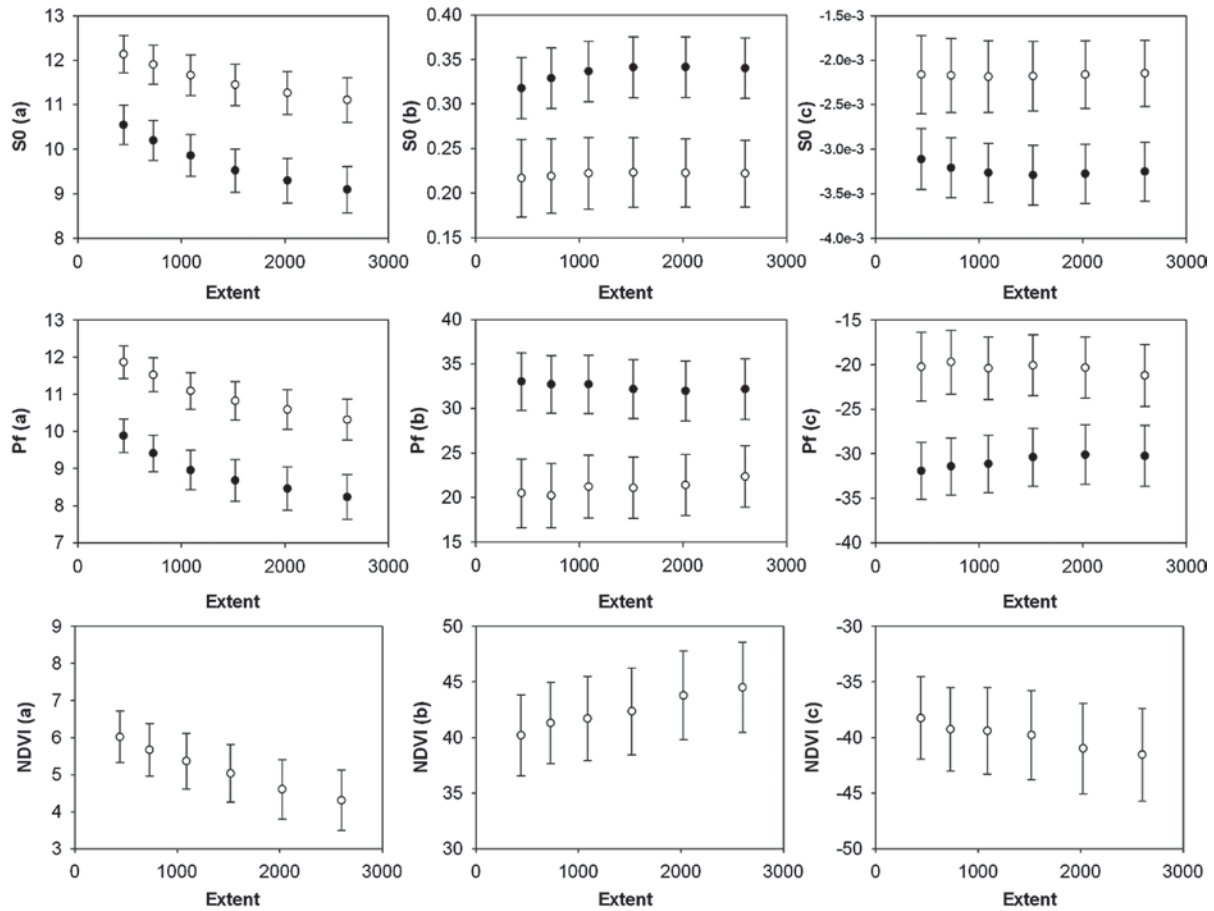 13
12
11
10
9
8
S0 (a)
0 1000 2000 3000
Extent
0.40
0.35
0.30
0.25
0.20
0.15
S0 (b)
0 1000 2000 3000
Extent
-1.5e-3
-2.0e-3
-2.5e-3
-3.0e-3
-3.5e-3
-4.0e-3
S0 (c)
0 1000 2000 3000
Extent
13
12
11
10
9
8
7
Pf (a)
0 1000 2000 3000
Extent
40
35
30
25
20
15
Pf (b)
0 1000 2000 3000
Extent
-15
-20
-25
-30
-35
-40
Pf (c)
0 1000 2000 3000
Extent
9
8
7
6
5
4
3
NDVI (a)
0 1000 2000 3000
Extent
50
45
40
35
30
NDVI (b)
0 1000 2000 3000
Extent
-30
-35
-40
-45
-50
NDVI (c)
0 1000 2000 3000
Extent